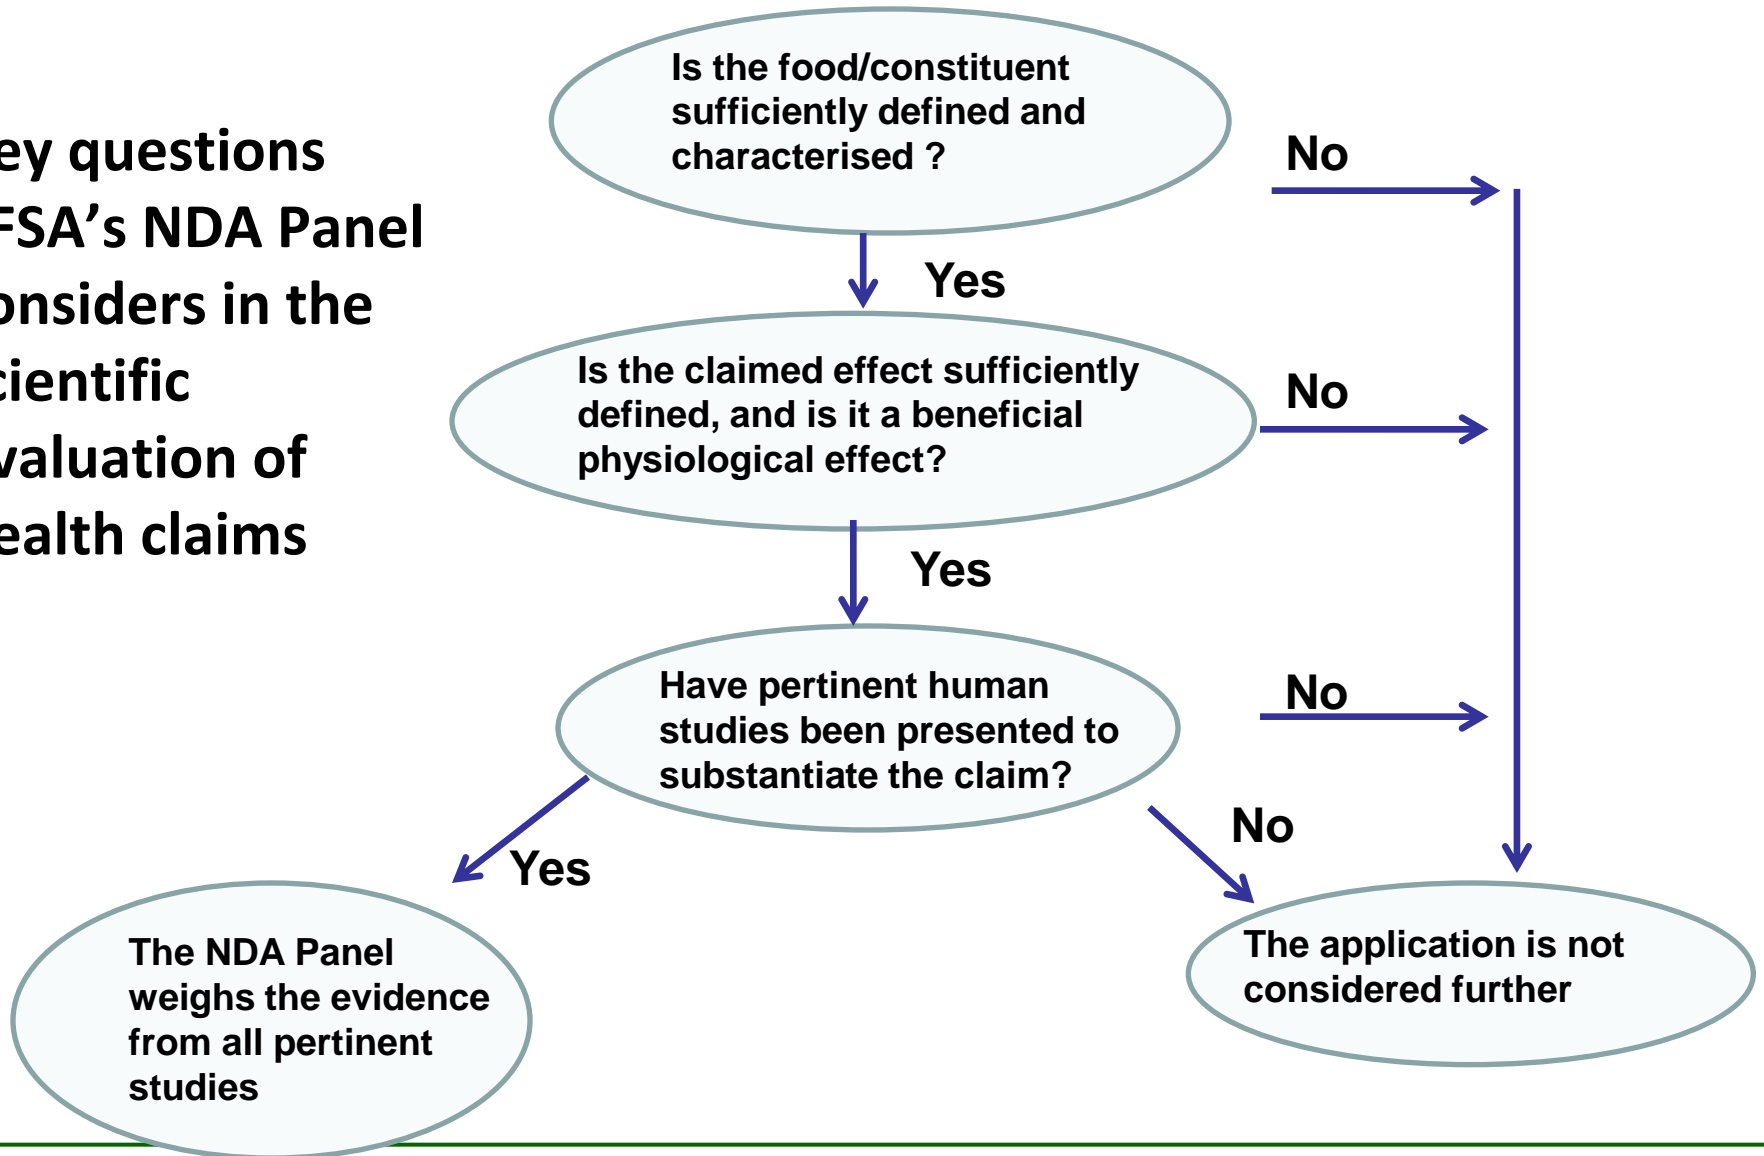 ey questions
FSA's NDA Panel
onsiders in the
cientific
valuation of
ealth claims
Is the food/constituent
sufficiently defined and
characterised ?
No
Yes
Is the claimed effect sufficiently
defined, and is it a beneficial
physiological effect?
No
Yes
Have pertinent human
studies been presented to
substantiate the claim?
No
No
Yes
The NDA Panel
weighs the evidence
from all pertinent
studies
The application is not
considered further